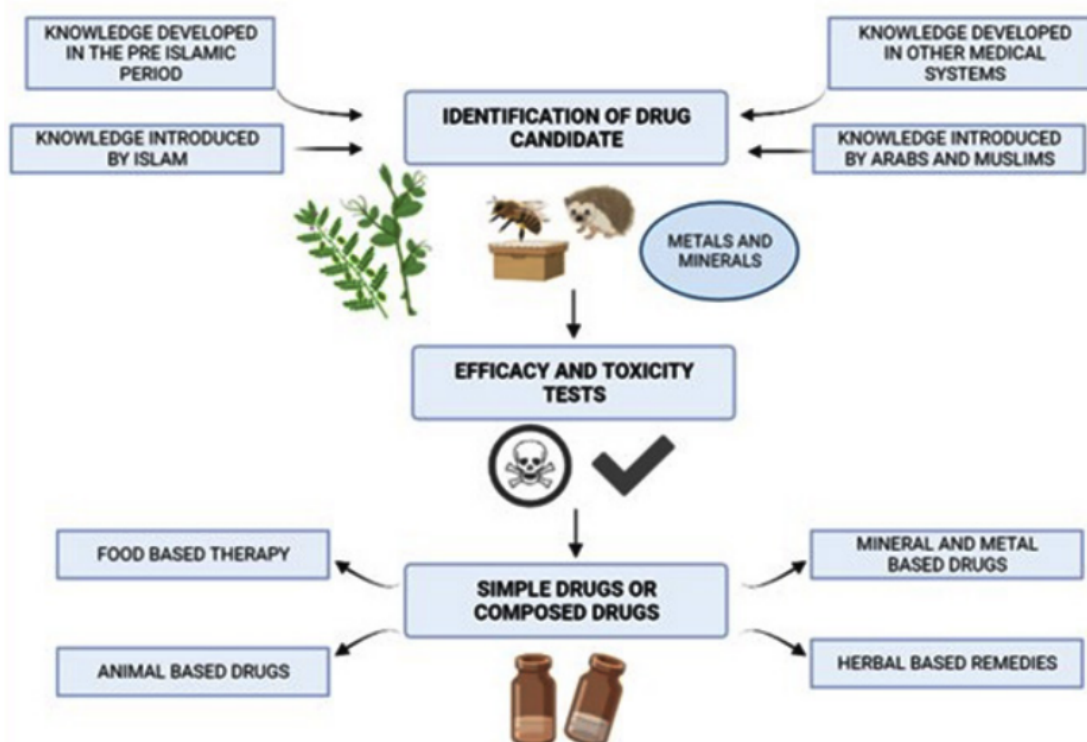 KNOWLEDGE DEVELOPED
IN THE PRE ISLAMIC
PERIOD
KNOWLEDGE DEVELOPED
IN OTHER MEDICAL
SYSTEMS
IDENTIFICATION OF DRUG
CANDIDATE
KNOWLEDGE INTRODUCED
BY ISLAM
KNOWLEDGE INTRODUCED
BY ARABS AND MUSLIMS
METALS AND
MINERALS
EFFICACY AND TOXICITY
TESTS
FOOD BASED THERAPY
MINERAL AND METAL
BASED DRUGS
SIMPLE DRUGS OR
COMPOSED DRUGS
ANIMAL BASED DRUGS
HERBAL BASED REMEDIES